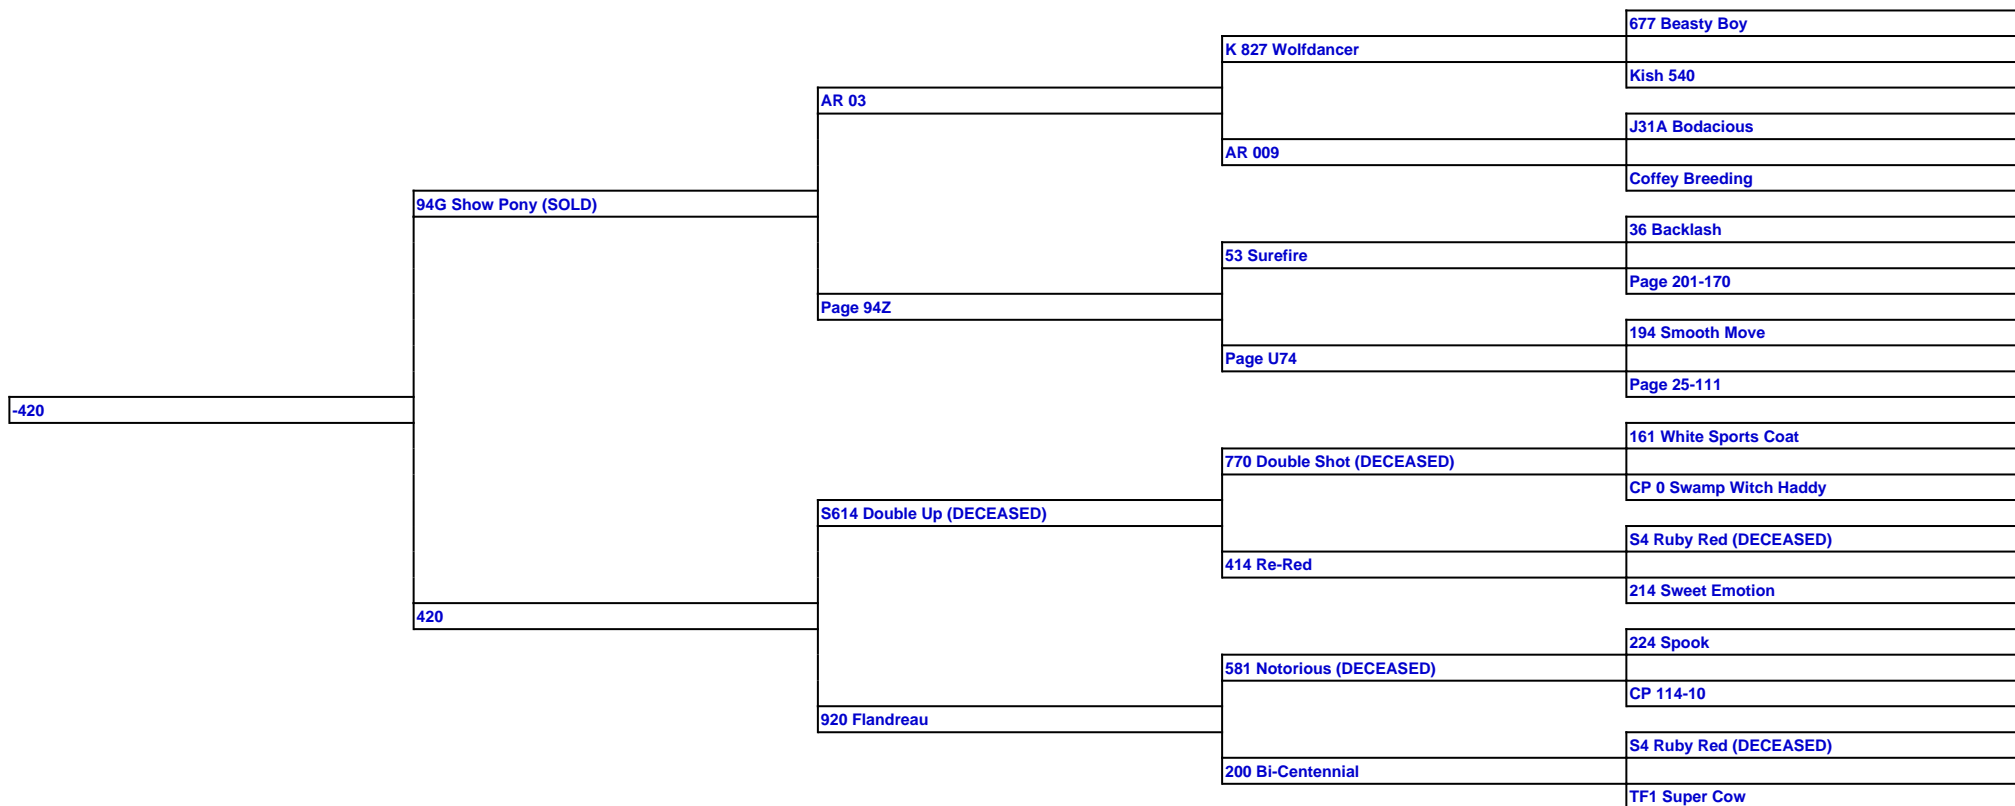 677 Beasty Boy
K 827 Wolfdancer
Kish 540
AR 03
J31A Bodacious
AR 009
Coffey Breeding
94G Show Pony (SOLD)
36 Backlash
53 Surefire
Page 201-170
Page 94Z
194 Smooth Move
Page U74
Page 25-111
-420
161 White Sports Coat
770 Double Shot (DECEASED)
CP 0 Swamp Witch Haddy
S614 Double Up (DECEASED)
S4 Ruby Red (DECEASED)
414 Re-Red
214 Sweet Emotion
420
224 Spook
581 Notorious (DECEASED)
CP 114-10
920 Flandreau
S4 Ruby Red (DECEASED)
200 Bi-Centennial
TF1 Super Cow